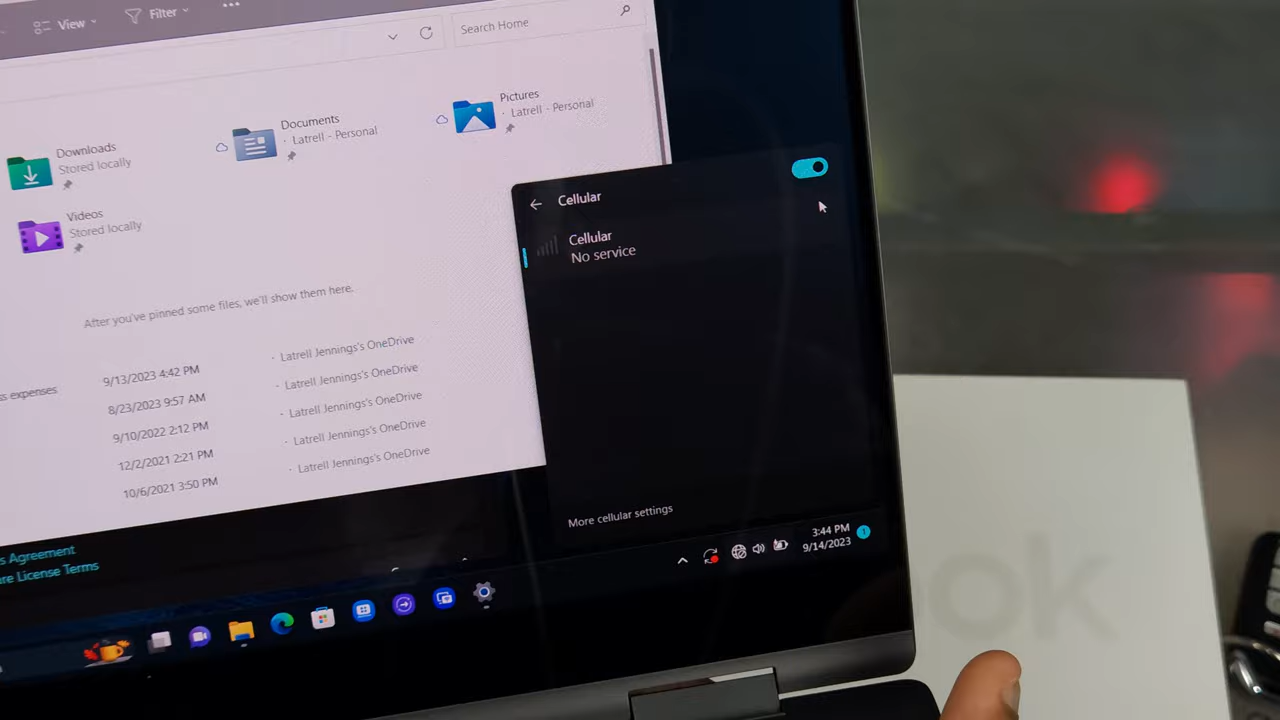 View
Filter
Search Home
Downloads
Stored locally
Documents
Latrell - Personal
Pictures
Latrell - Personal
Videos
Stored locally
After you've pinned some files, we'll show them here.
expenses
9/13/2023 4:42 PM
Latrell Jennings's OneDrive
8/23/2023 9:57 AM
Latrell Jennings's OneDrive
9/10/2022 2:12 PM
Latrell Jennings's OneDrive
12/2/2021 2:21 PM
Latrell Jennings's OneDrive
10/6/2021 3:50 PM
Latrell Jennings's OneDrive
Cellular
Cellular
No service
More cellular settings
s Agreement
re License Terms
3:44 PM
9/14/2023
1
ok